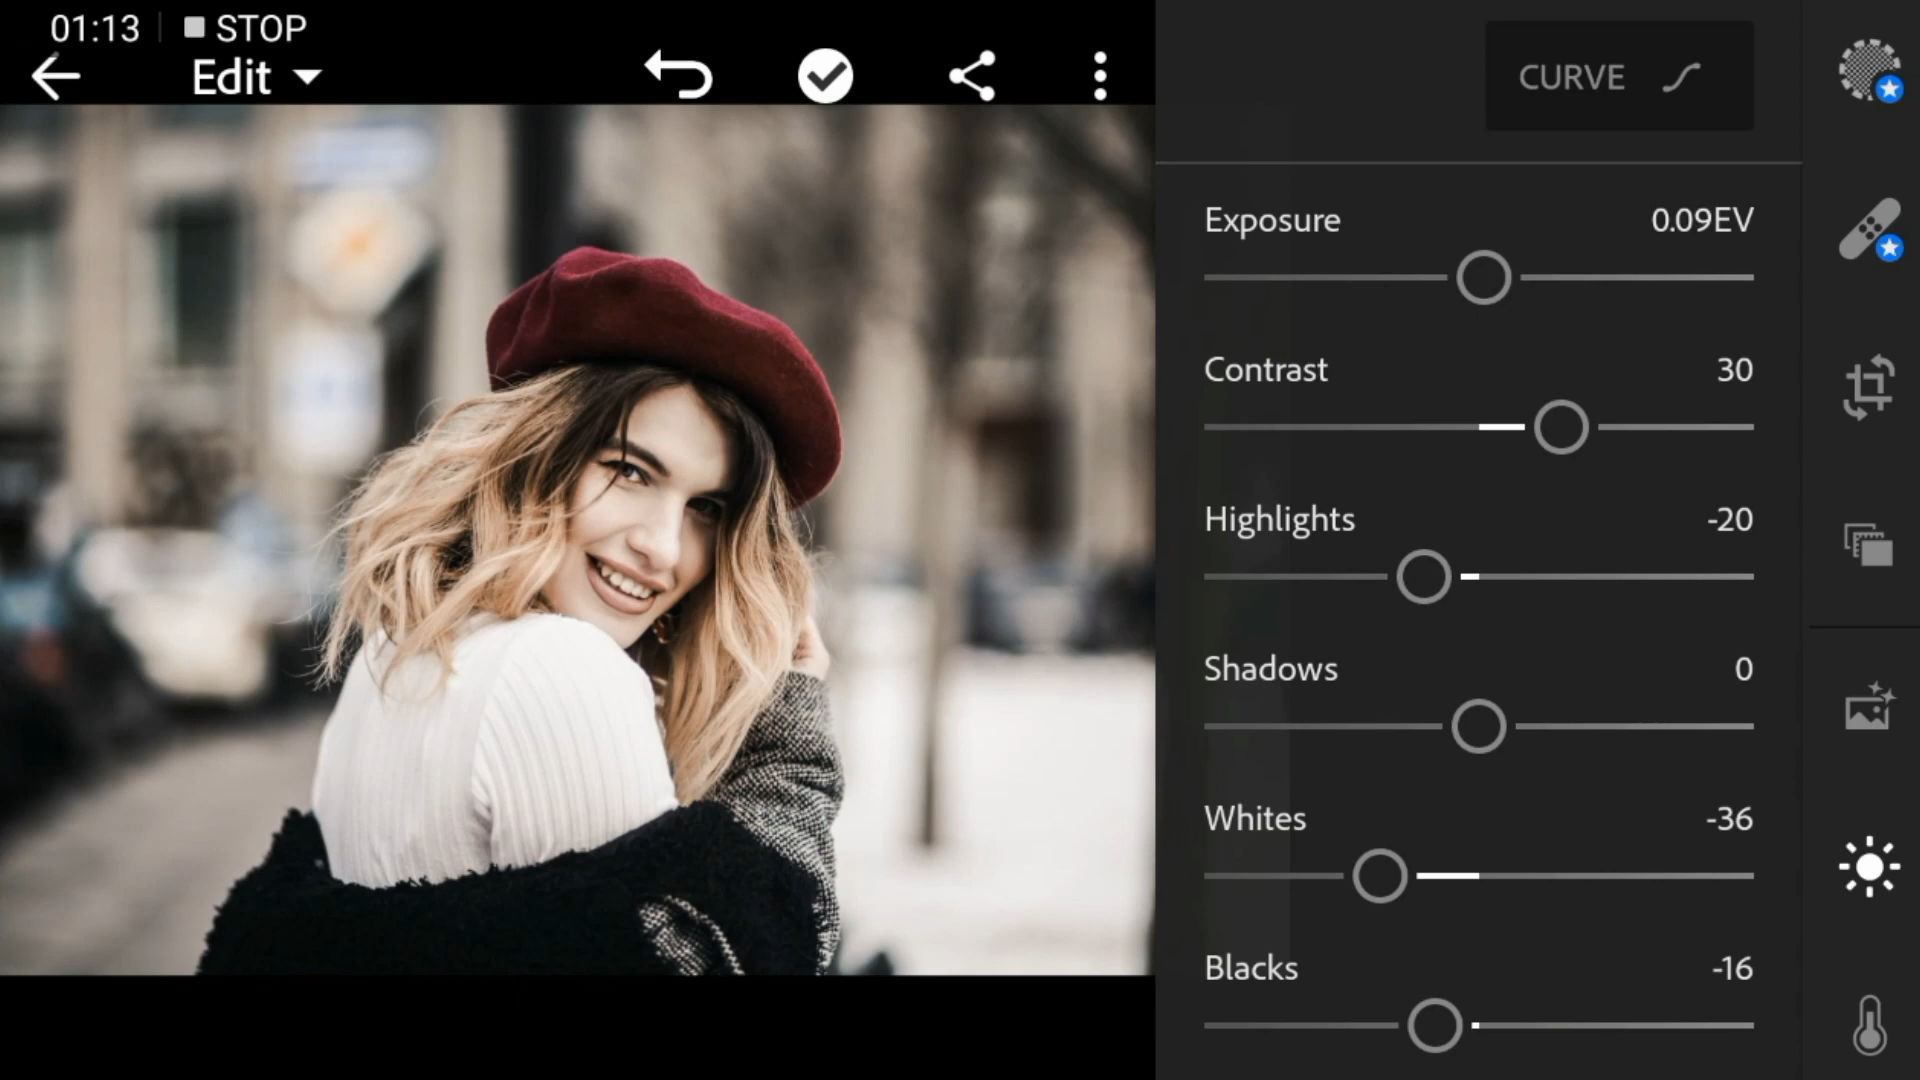 01:13 STOP
Edit
CURVE
Exposure 0.09EV
Contrast 30
Highlights -20
Shadows 0
Whites -36
Blacks -16